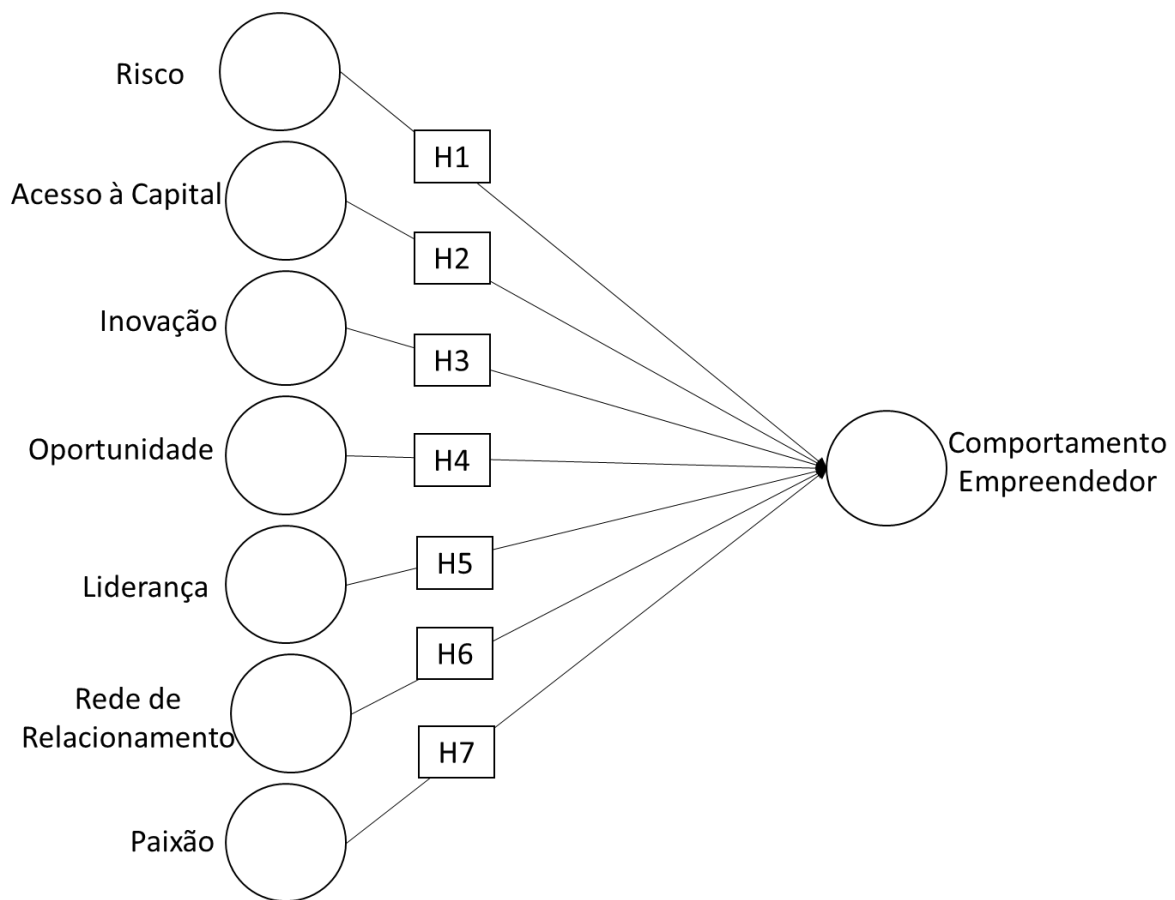 Risco
H1
Acesso à Capital
H2
Inovação
H3
Oportunidade
H4
Comportamento
Empreendedor
Liderança
H5
Rede de
Relacionamento
H6
Paixão
H7